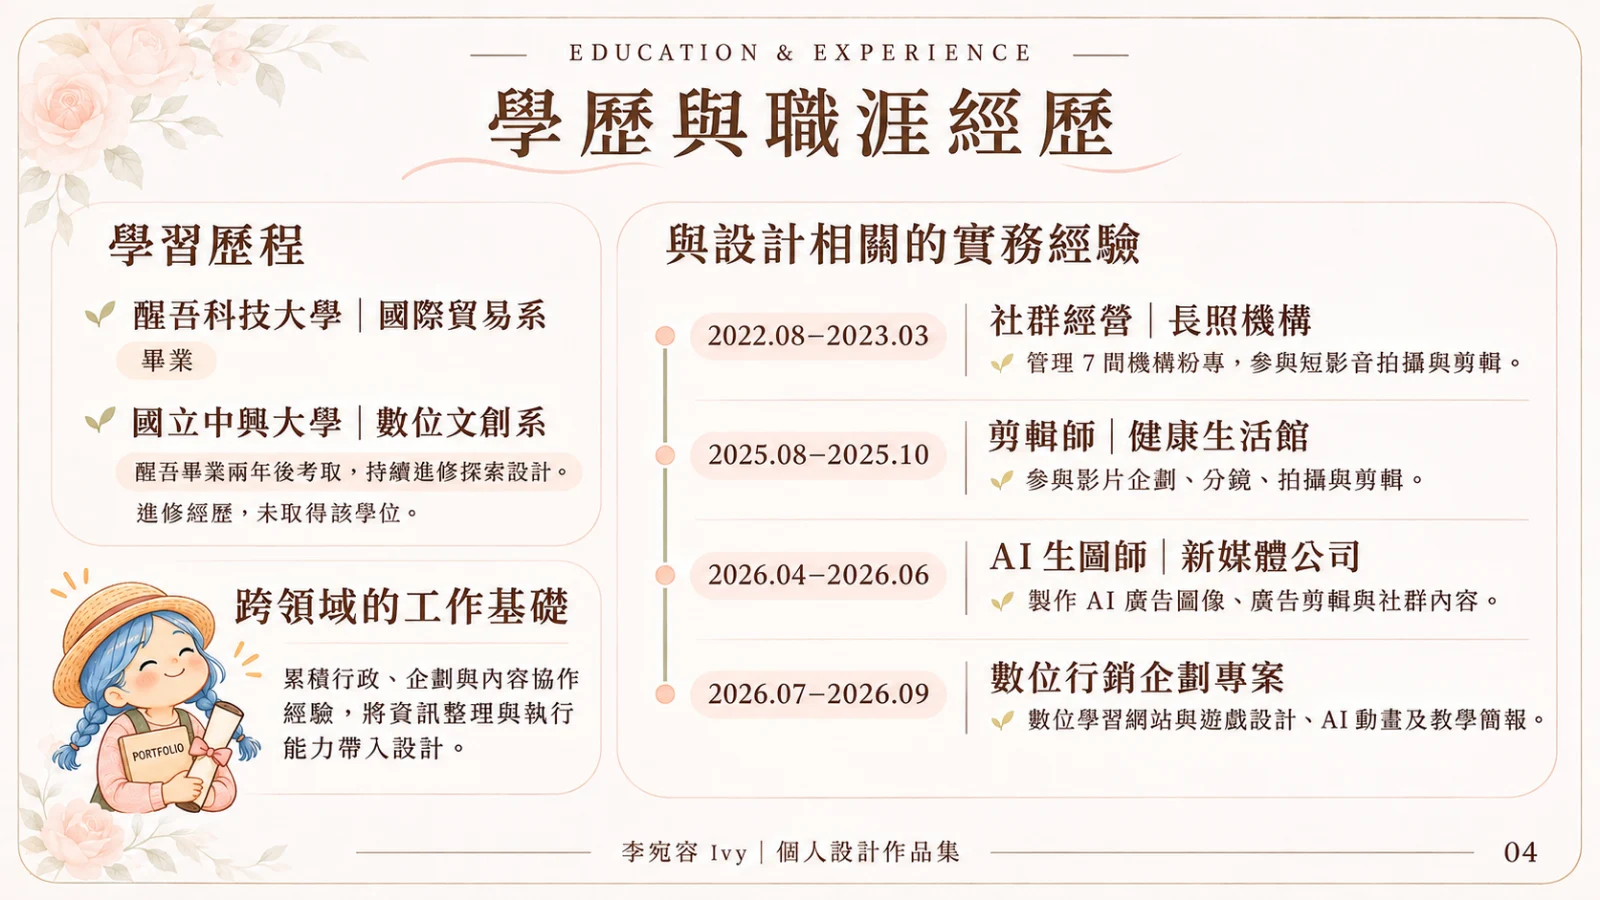 EDUCATION & EXPERIENCE
學歷與職涯經歷
學習歷程
醒吾科技大學｜國際貿易系
畢業
國立中興大學｜數位文創系
醒吾畢業兩年後考取，持續進修探索設計。
進修經歷，未取得該學位。
跨領域的工作基礎
累積行政、企劃與內容協作
經驗，將資訊整理與執行
能力帶入設計。
PORTFOLIO
與設計相關的實務經驗
2022.08–2023.03
社群經營｜長照機構
管理 7 間機構粉專，參與短影音拍攝與剪輯。
2025.08–2025.10
剪輯師｜健康生活館
參與影片企劃、分鏡、拍攝與剪輯。
2026.04–2026.06
AI 生圖師｜新媒體公司
製作 AI 廣告圖像、廣告剪輯與社群內容。
2026.07–2026.09
數位行銷企劃專案
數位學習網站與遊戲設計、AI 動畫及教學簡報。
李宛容 Ivy｜個人設計作品集
04